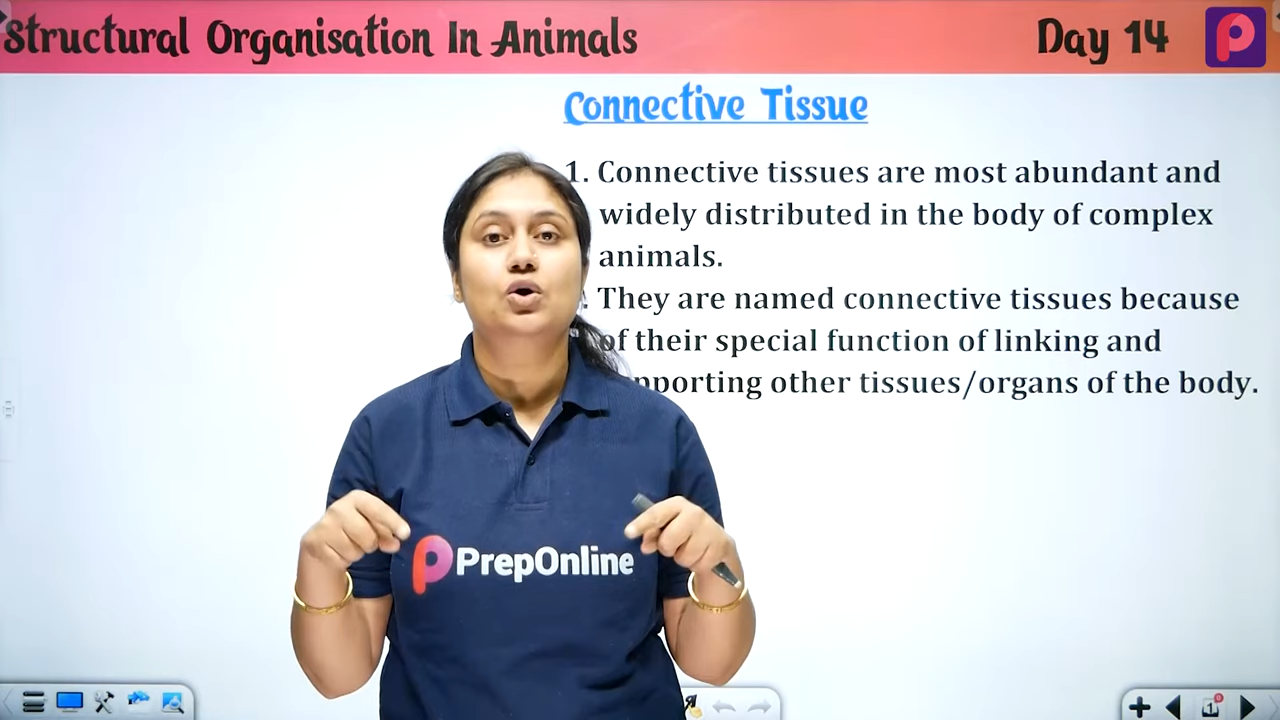 Structural Organisation In Animals Day 14
Connective Tissue
1. Connective tissues are most abundant and
widely distributed in the body of complex
animals.
. They are named connective tissues because
of their special function of linking and
pporting other tissues/organs of the body.
PrepOnline
1